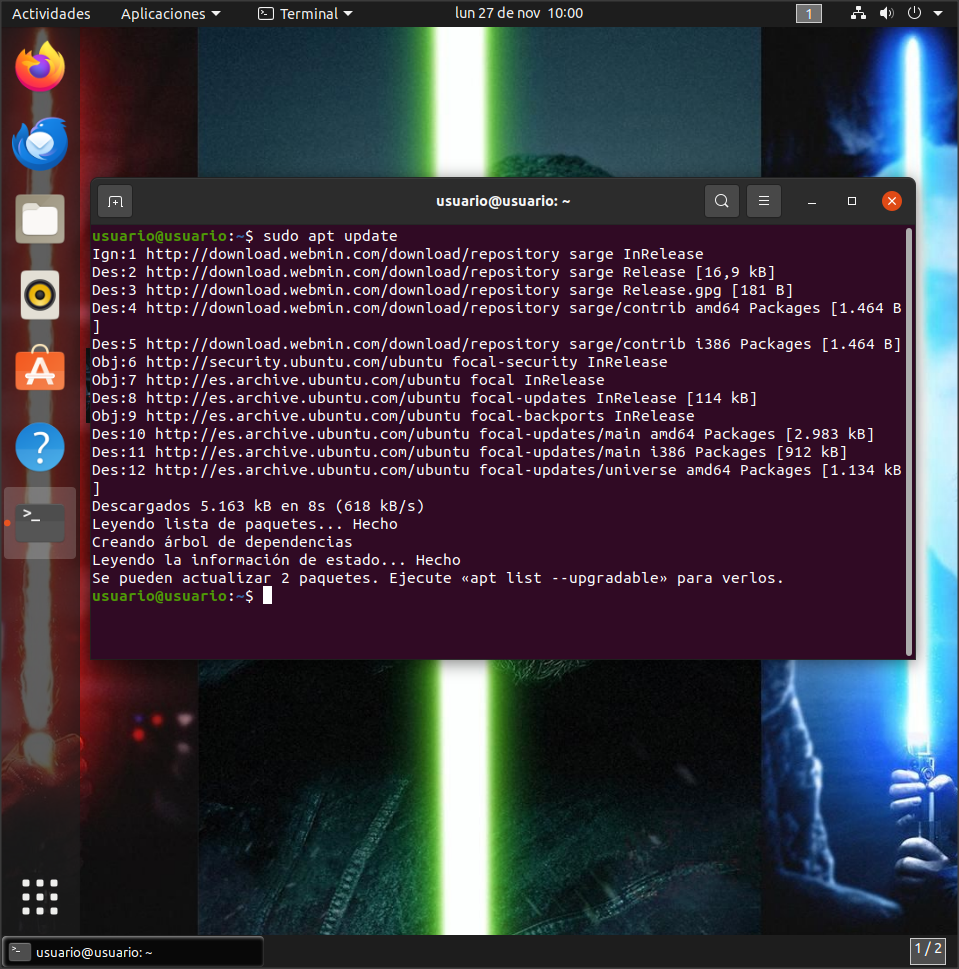 Actividades Aplicaciones Terminal lun 27 de nov 10:00 1
usuario@usuario: ~
usuario@usuario:~$ sudo apt update
Ign:1 http://download.webmin.com/download/repository sarge InRelease
Des:2 http://download.webmin.com/download/repository sarge Release [16,9 kB]
Des:3 http://download.webmin.com/download/repository sarge Release.gpg [181 B]
Des:4 http://download.webmin.com/download/repository sarge/contrib amd64 Packages [1.464 B
]
Des:5 http://download.webmin.com/download/repository sarge/contrib i386 Packages [1.464 B]
Obj:6 http://security.ubuntu.com/ubuntu focal-security InRelease
Obj:7 http://es.archive.ubuntu.com/ubuntu focal InRelease
Des:8 http://es.archive.ubuntu.com/ubuntu focal-updates InRelease [114 kB]
Obj:9 http://es.archive.ubuntu.com/ubuntu focal-backports InRelease
Des:10 http://es.archive.ubuntu.com/ubuntu focal-updates/main amd64 Packages [2.983 kB]
Des:11 http://es.archive.ubuntu.com/ubuntu focal-updates/main i386 Packages [912 kB]
Des:12 http://es.archive.ubuntu.com/ubuntu focal-updates/universe amd64 Packages [1.134 kB
]
Descargados 5.163 kB en 8s (618 kB/s)
Leyendo lista de paquetes... Hecho
Creando árbol de dependencias
Leyendo la información de estado... Hecho
Se pueden actualizar 2 paquetes. Ejecute «apt list --upgradable» para verlos.
usuario@usuario:~$
usuario@usuario: ~
1 / 2